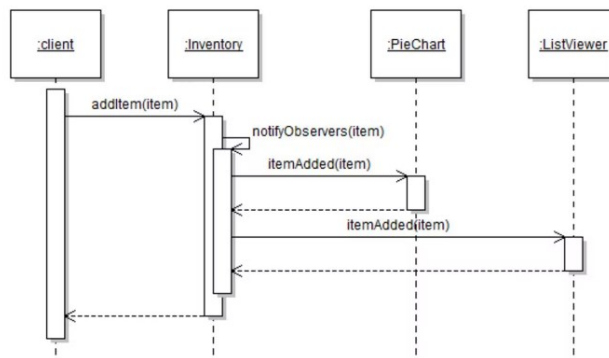 :client
:Inventory
:PieChart
:ListViewer
addItem(item)
notifyObservers(item)
itemAdded(item)
itemAdded(item)